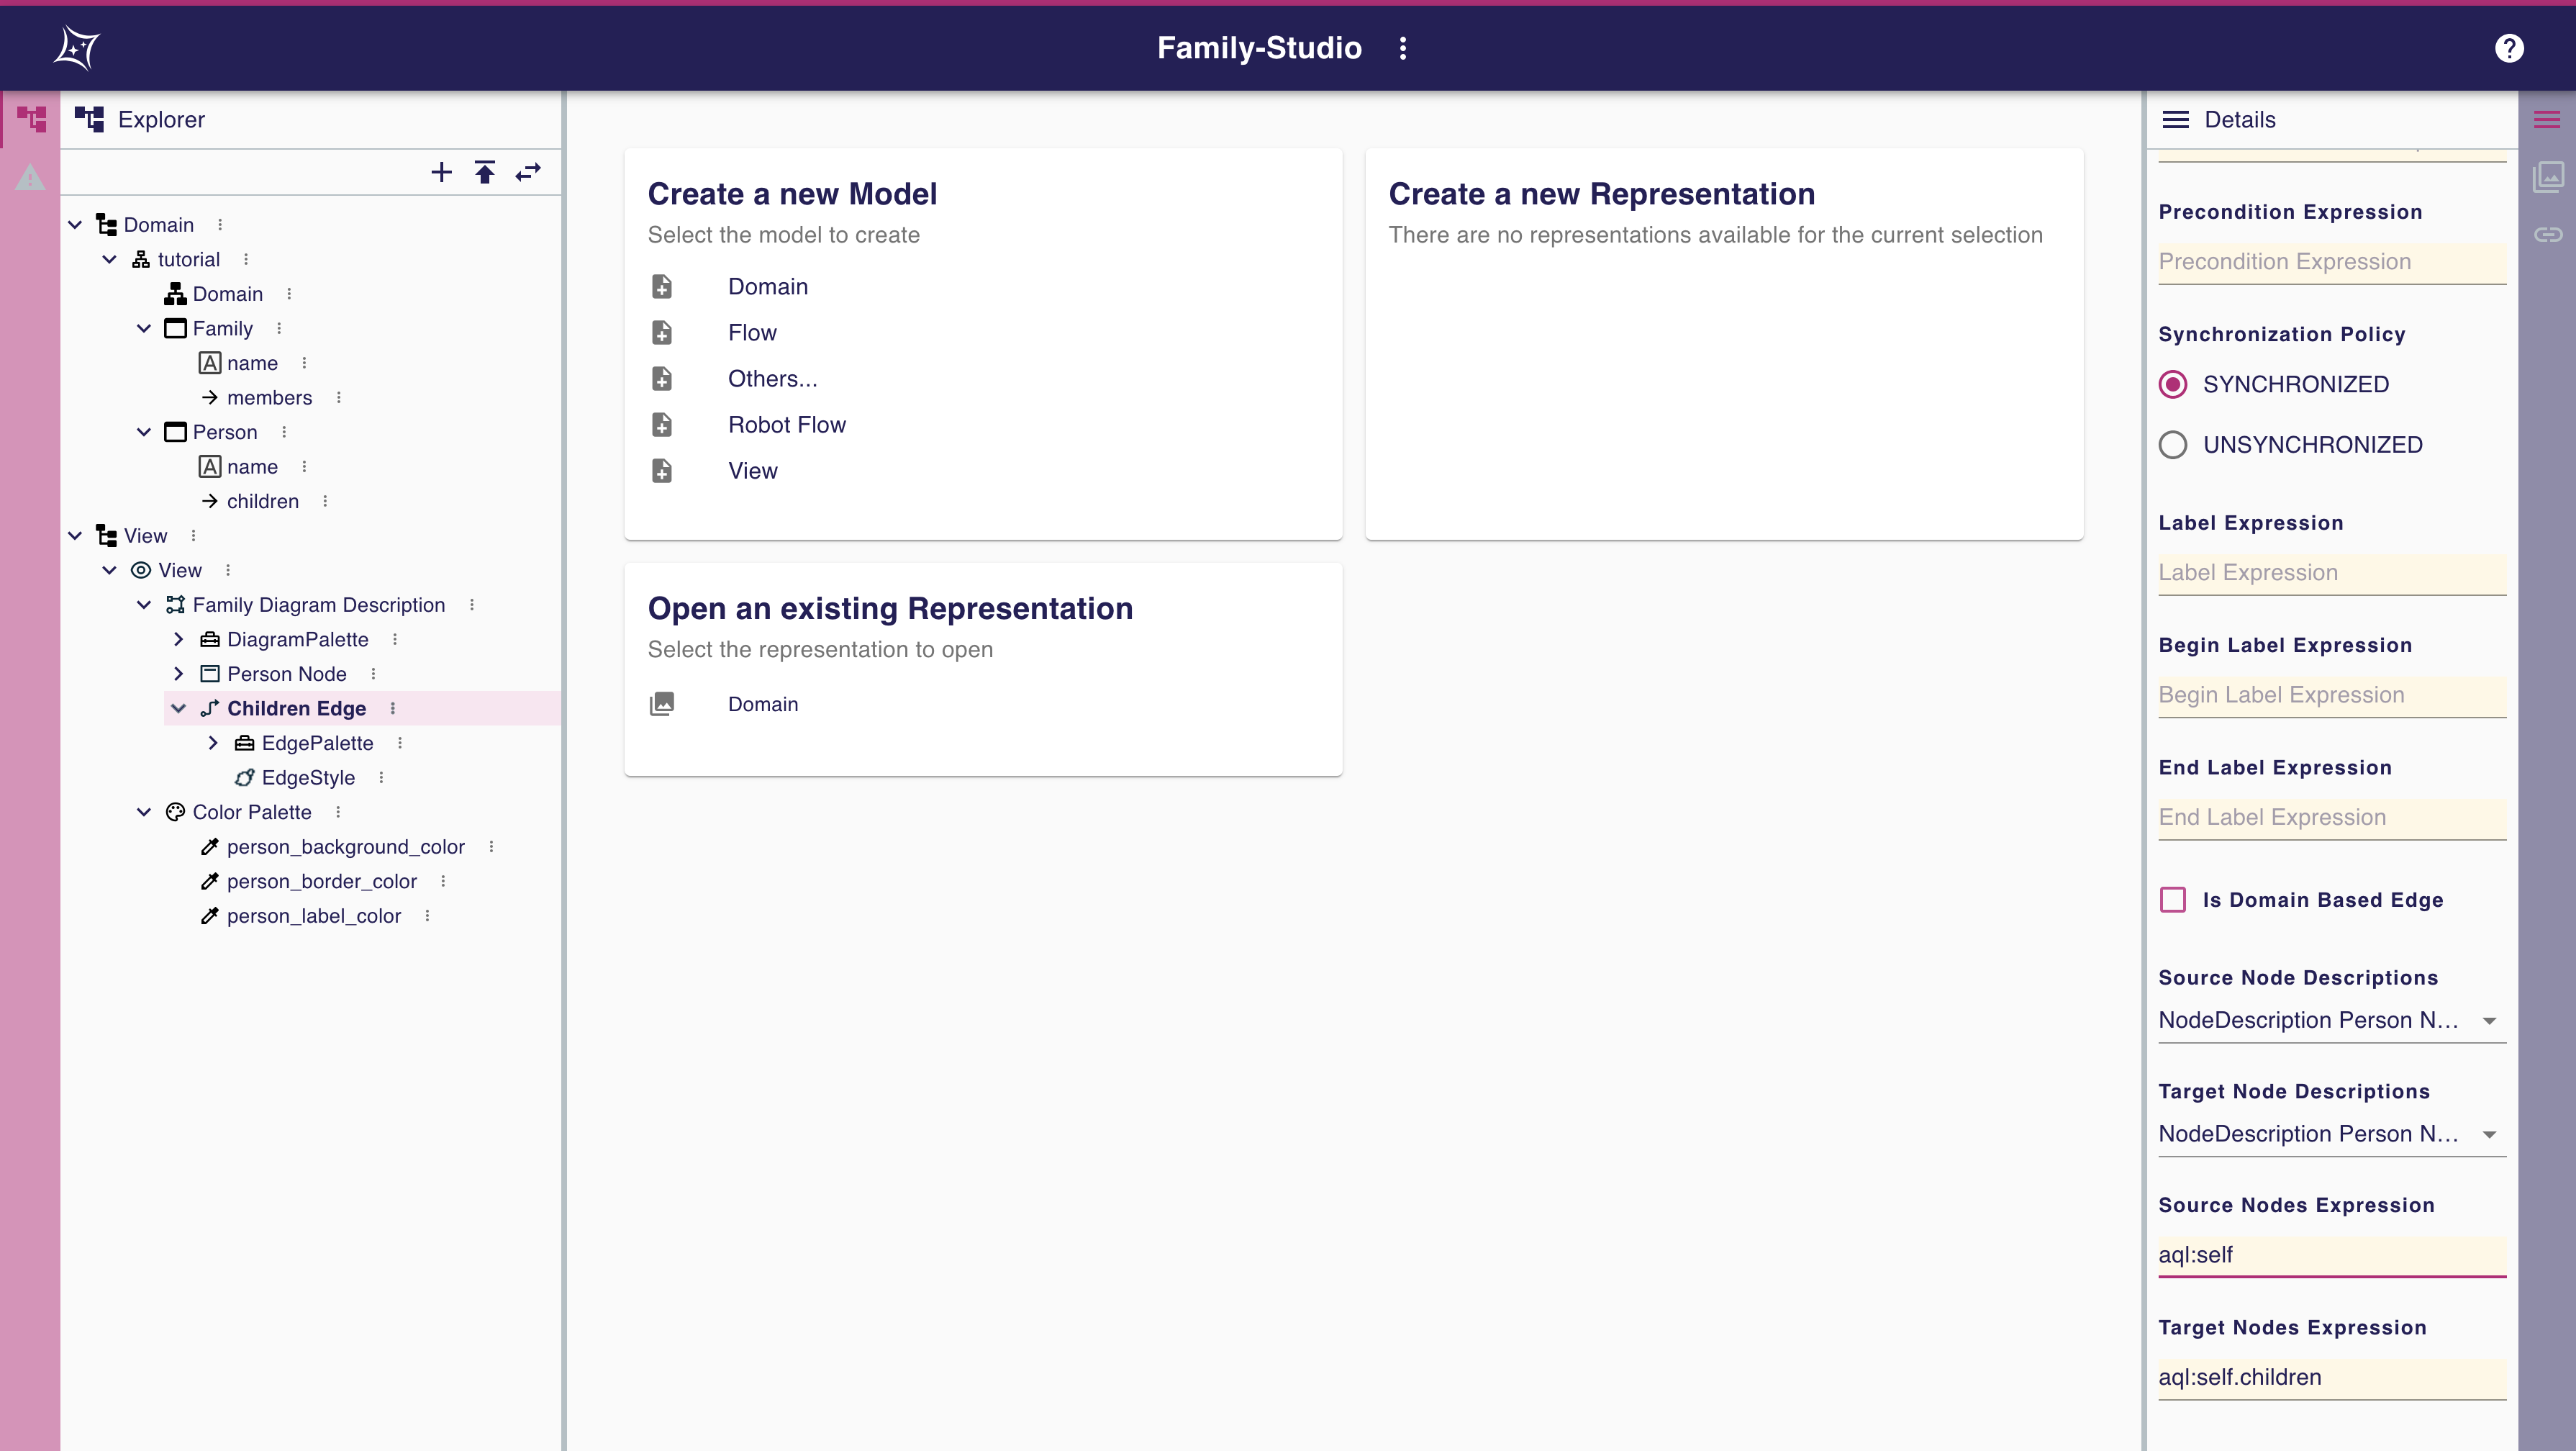 Family-Studio
Explorer
Domain
tutorial
Domain
Family
name
members
Person
name
children
View
View
Family Diagram Description
DiagramPalette
Person Node
Children Edge
EdgePalette
EdgeStyle
Color Palette
person_background_color
person_border_color
person_label_color
Create a new Model
Select the model to create
Domain
Flow
Others...
Robot Flow
View
Create a new Representation
There are no representations available for the current selection
Open an existing Representation
Select the representation to open
Domain
Details
Precondition Expression
Precondition Expression
Synchronization Policy
SYNCHRONIZED
UNSYNCHRONIZED
Label Expression
Label Expression
Begin Label Expression
Begin Label Expression
End Label Expression
End Label Expression
Is Domain Based Edge
Source Node Descriptions
NodeDescription Person N...
Target Node Descriptions
NodeDescription Person N...
Source Nodes Expression
aql:self
Target Nodes Expression
aql:self.children